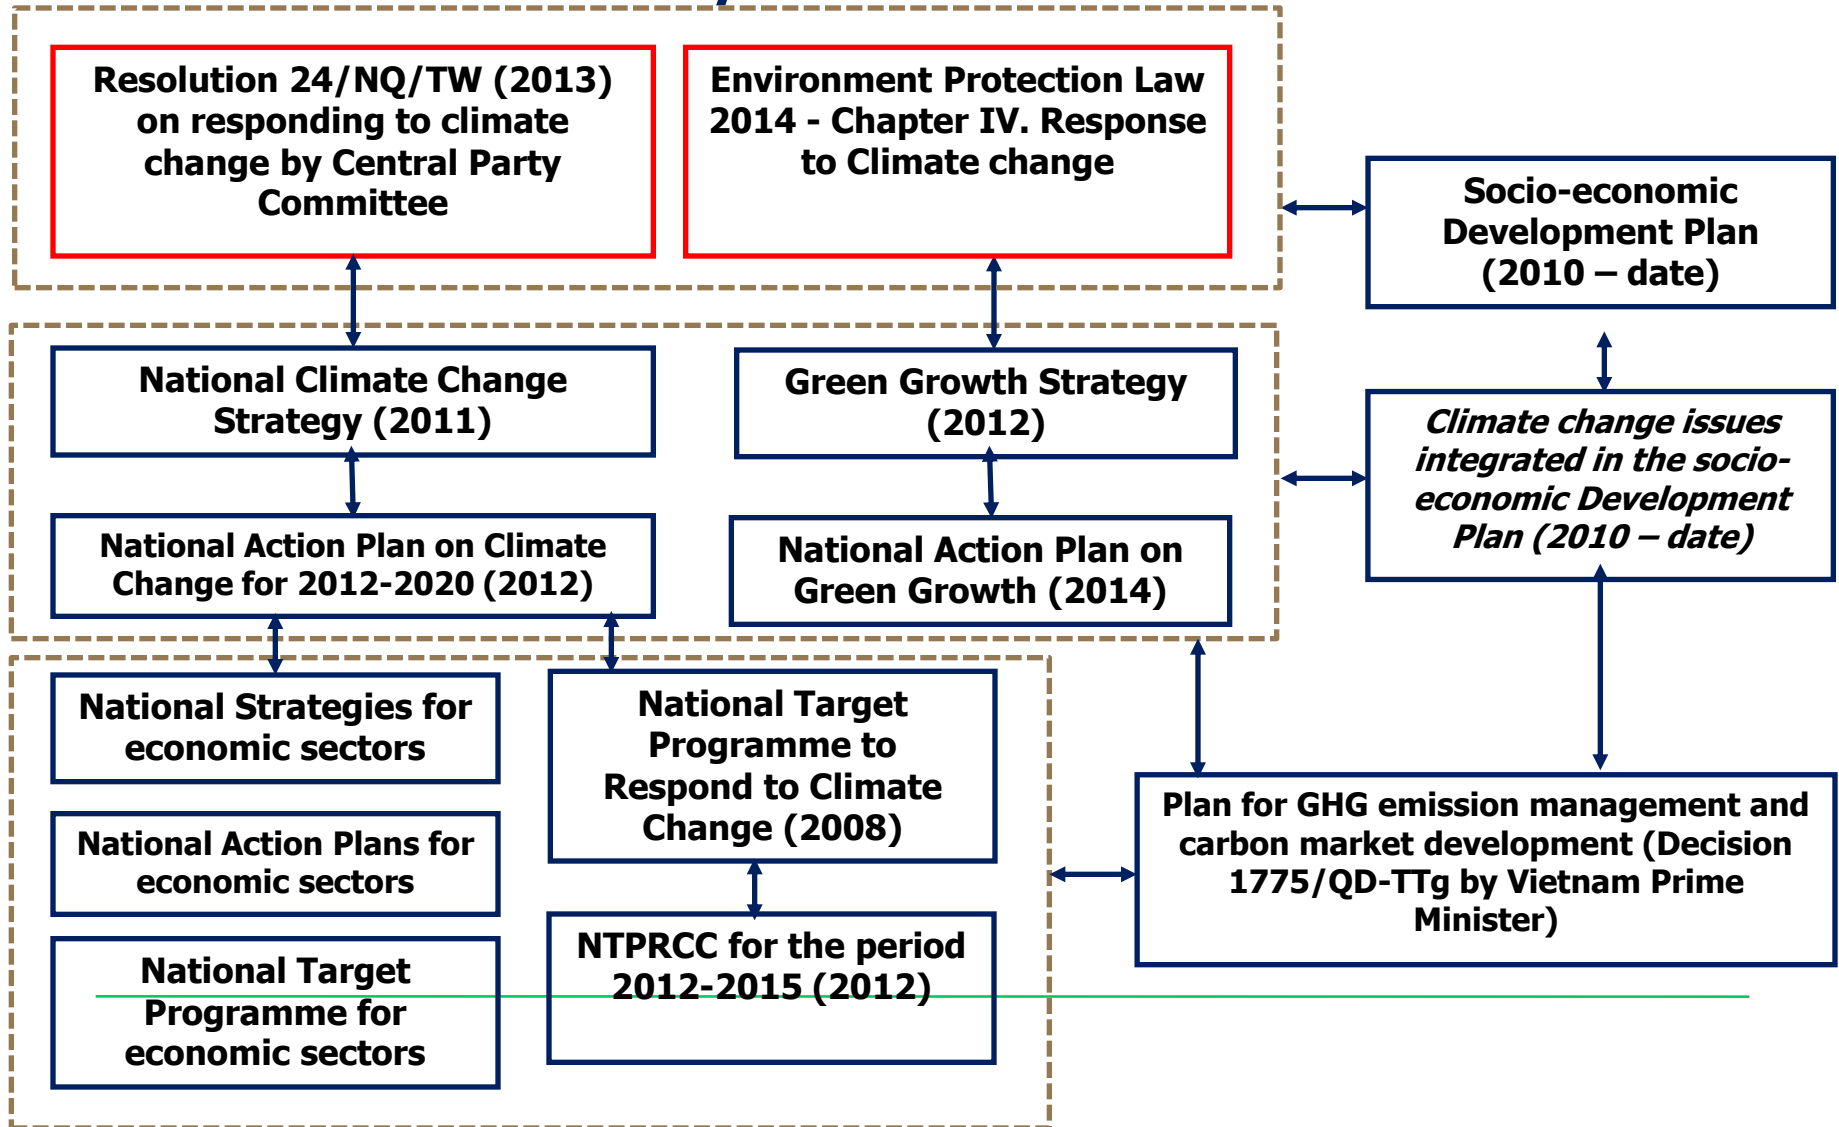 Resolution 24/NQ/TW (2013)
on responding to climate
change by Central Party
Committee
Environment Protection Law
2014 - Chapter IV. Response
to Climate change
Socio-economic
Development Plan
(2010 – date)
National Climate Change
Strategy (2011)
Green Growth Strategy
(2012)
Climate change issues
integrated in the socio-
economic Development
Plan (2010 – date)
National Action Plan on Climate
Change for 2012-2020 (2012)
National Action Plan on
Green Growth (2014)
National Strategies for
economic sectors
National Target
Programme to
Respond to Climate
Change (2008)
Plan for GHG emission management and
carbon market development (Decision
1775/QD-TTg by Vietnam Prime
Minister)
National Action Plans for
economic sectors
NTPRCC for the period
2012-2015 (2012)
National Target
Programme for
economic sectors